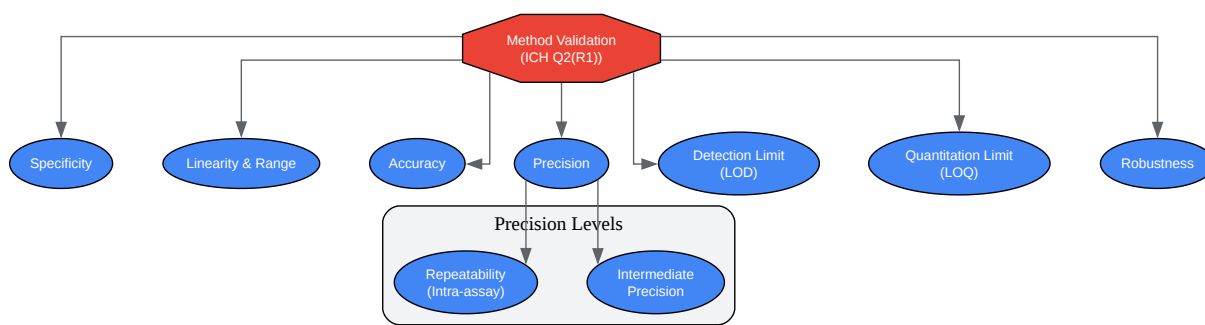 Method Validation
(ICH Q2(R1))
Specificity
Linearity & Range
Accuracy
Precision
Detection Limit
(LOD)
Quantitation Limit
(LOQ)
Robustness
Precision Levels
Repeatability
(Intra-assay)
Intermediate
Precision